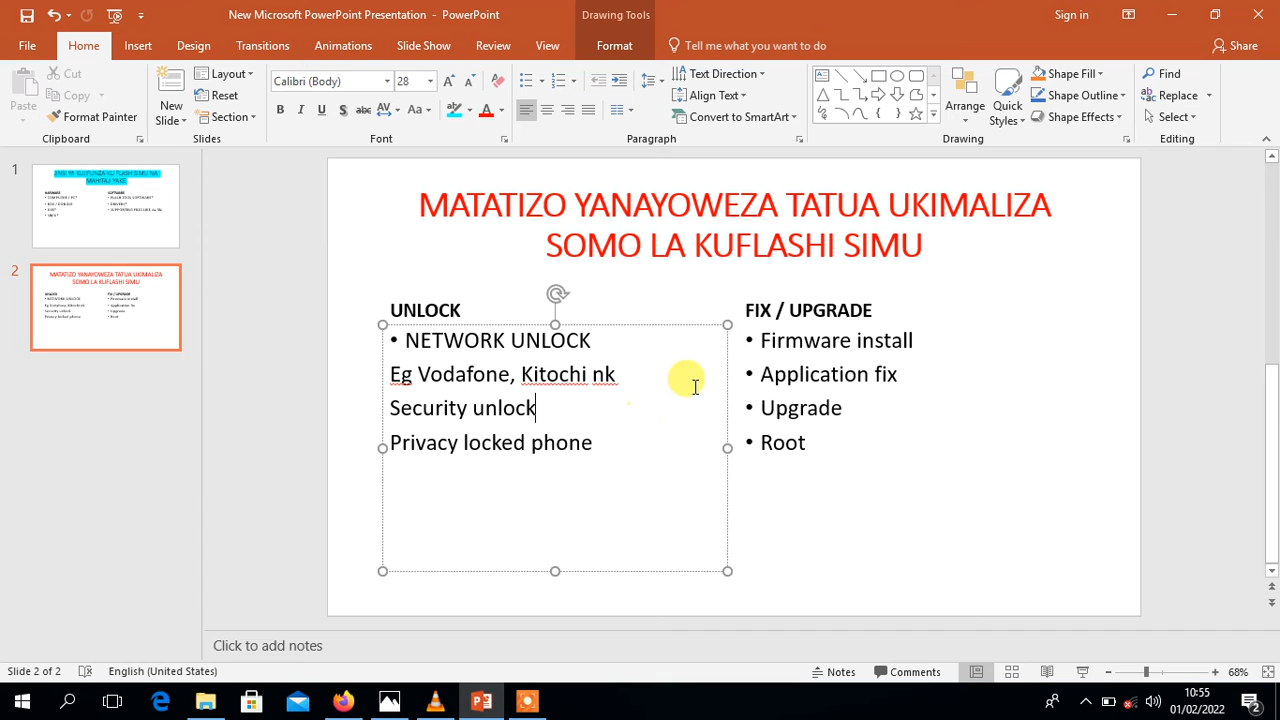 New Microsoft PowerPoint Presentation - PowerPoint
Drawing Tools
Sign in
File
Home
Insert
Design
Transitions
Animations
Slide Show
Review
View
Format
Tell me what you want to do
Share
Paste
Cut
Copy
Format Painter
Clipboard
New Slide
Layout
Reset
Section
Slides
Calibri (Body)
28
Font
Text Direction
Align Text
Convert to SmartArt
Paragraph
Arrange
Quick Styles
Shape Fill
Shape Outline
Shape Effects
Drawing
Find
Replace
Select
Editing
1
2
MATATIZO YANAYOWEZA TATUA UKIMALIZA
SOMO LA KUFLASHI SIMU
UNLOCK
• NETWORK UNLOCK
Eg Vodafone, Kitochi nk
Security unlock
Privacy locked phone
FIX / UPGRADE
• Firmware install
• Application fix
• Upgrade
• Root
Click to add notes
Slide 2 of 2
English (United States)
Notes
Comments
68%
10:55
01/02/2022
2